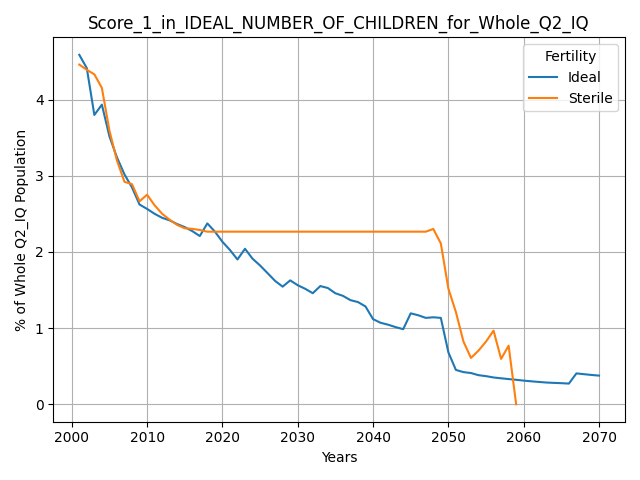 Score_1_in_IDEAL_NUMBER_OF_CHILDREN_for_Whole_Q2_IQ
Fertility
Ideal
Sterile
% of Whole Q2_IQ Population
4
3
2
1
0
2000 2010 2020 2030 2040 2050 2060 2070
Years